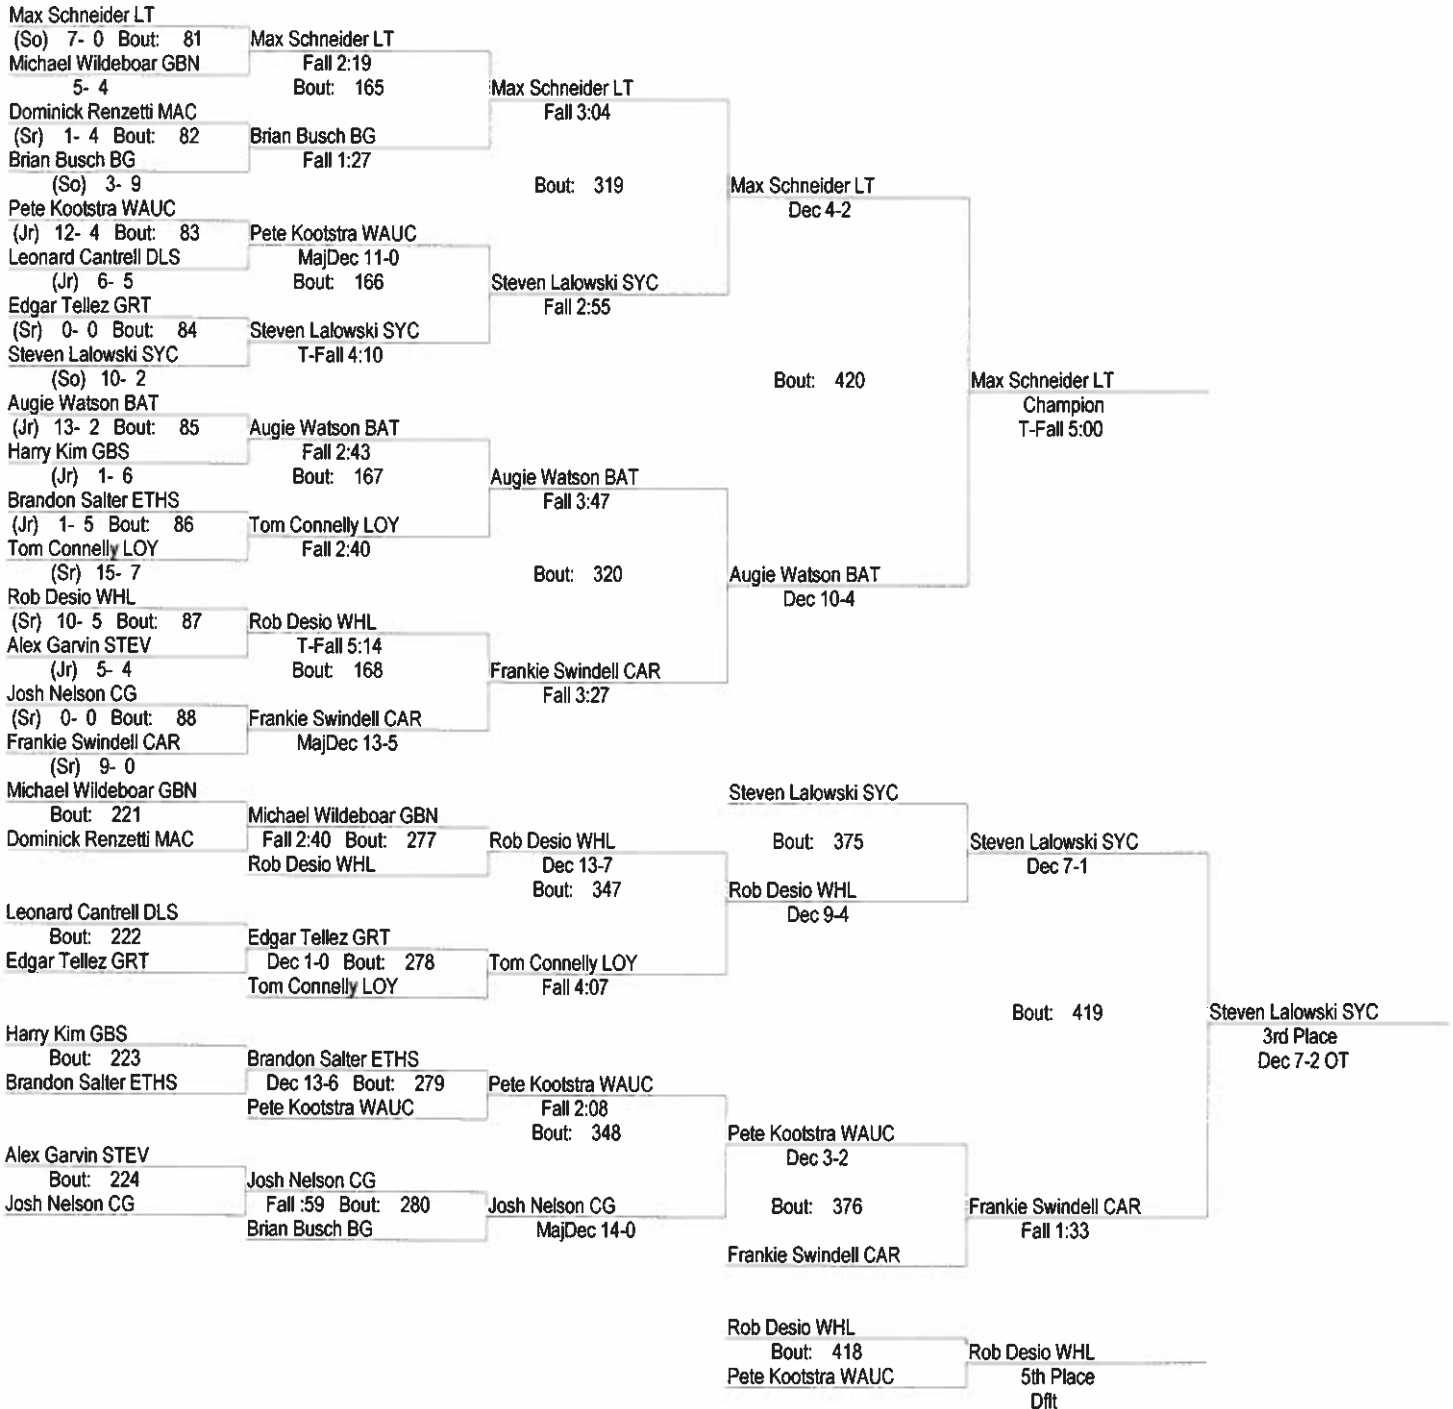 Max Schneider LT
(So) 7- 0 Bout: 81
Michael Wildeboar GBN
5- 4
Dominick Renzetti MAC
(Sr) 1- 4 Bout: 82
Brian Busch BG
(So) 3- 9
Pete Kootstra WAUC
(Jr) 12- 4 Bout: 83
Leonard Cantrell DLS
(Jr) 6- 5
Edgar Tellez GRT
(Sr) 0- 0 Bout: 84
Steven Lalowski SYC
(So) 10- 2
Augie Watson BAT
(Jr) 13- 2 Bout: 85
Harry Kim GBS
(Jr) 1- 6
Brandon Salter ETHS
(Jr) 1- 5 Bout: 86
Tom Connelly LOY
(Sr) 15- 7
Rob Desio WHL
(Sr) 10- 5 Bout: 87
Alex Garvin STEV
(Jr) 5- 4
Josh Nelson CG
(Sr) 0- 0 Bout: 88
Frankie Swindell CAR
(Sr) 9- 0
Max Schneider LT
Fall 2:19
Bout: 165
Brian Busch BG
Fall 1:27
Pete Kootstra WAUC
MajDec 11-0
Bout: 166
Steven Lalowski SYC
T-Fall 4:10
Augie Watson BAT
Fall 2:43
Bout: 167
Tom Connelly LOY
Fall 2:40
Rob Desio WHL
T-Fall 5:14
Bout: 168
Frankie Swindell CAR
MajDec 13-5
Max Schneider LT
Fall 3:04
Bout: 319
Steven Lalowski SYC
Fall 2:55
Augie Watson BAT
Fall 3:47
Bout: 320
Frankie Swindell CAR
Fall 3:27
Max Schneider LT
Dec 4-2
Bout: 420
Augie Watson BAT
Dec 10-4
Max Schneider LT
Champion
T-Fall 5:00
Michael Wildeboar GBN
Bout: 221
Dominick Renzetti MAC
Leonard Cantrell DLS
Bout: 222
Edgar Tellez GRT
Harry Kim GBS
Bout: 223
Brandon Salter ETHS
Alex Garvin STEV
Bout: 224
Josh Nelson CG
Michael Wildeboar GBN
Fall 2:40 Bout: 277
Rob Desio WHL
Edgar Tellez GRT
Dec 1-0 Bout: 278
Tom Connelly LOY
Brandon Salter ETHS
Dec 13-6 Bout: 279
Pete Kootstra WAUC
Josh Nelson CG
Fall :59 Bout: 280
Brian Busch BG
Rob Desio WHL
Dec 13-7
Bout: 347
Tom Connelly LOY
Fall 4:07
Pete Kootstra WAUC
Fall 2:08
Bout: 348
Josh Nelson CG
MajDec 14-0
Steven Lalowski SYC
Bout: 375
Rob Desio WHL
Dec 9-4
Pete Kootstra WAUC
Dec 3-2
Bout: 376
Frankie Swindell CAR
Steven Lalowski SYC
Dec 7-1
Bout: 419
Frankie Swindell CAR
Fall 1:33
Steven Lalowski SYC
3rd Place
Dec 7-2 OT
Rob Desio WHL
Bout: 418
Pete Kootstra WAUC
Rob Desio WHL
5th Place
Dflt